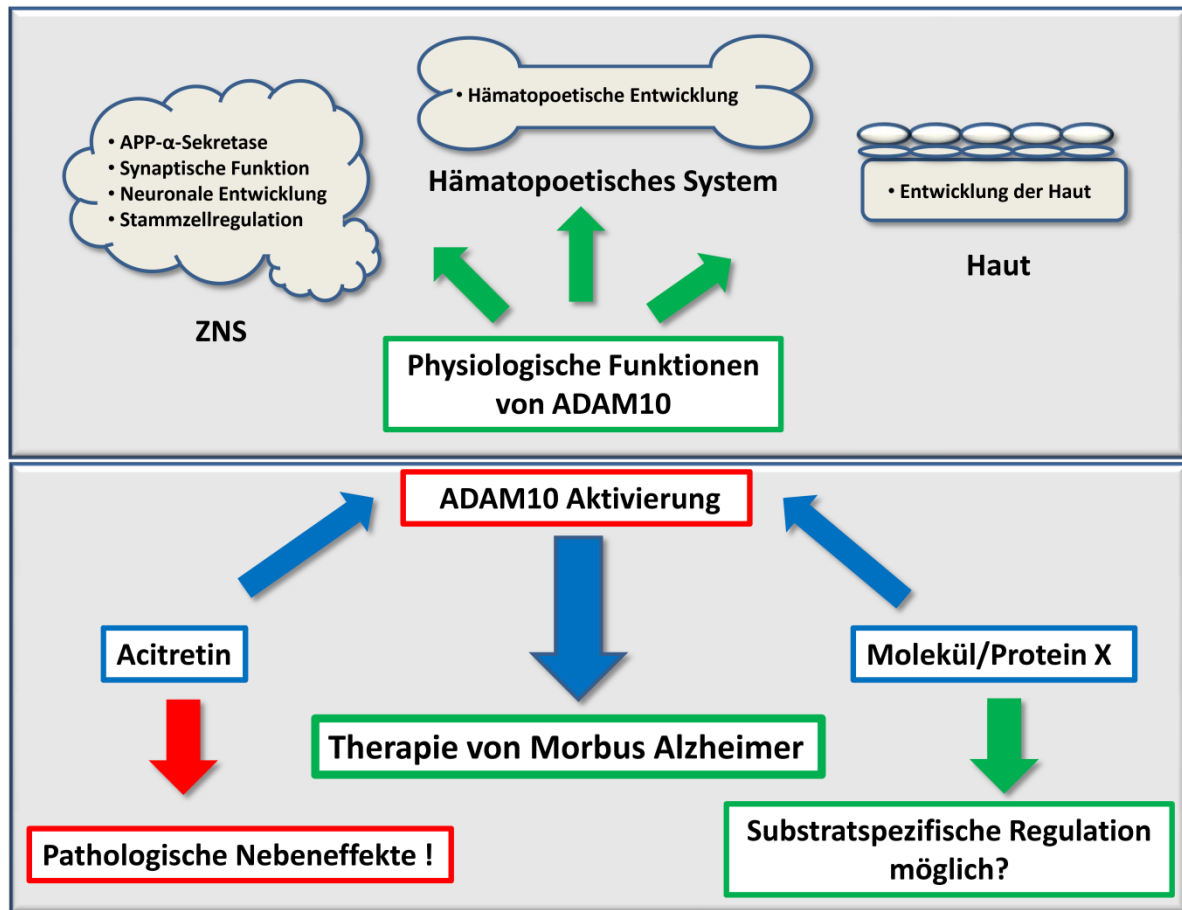 • APP-α-Sekretase
• Synaptische Funktion
• Neuronale Entwicklung
• Stammzellregulation
ZNS
• Hämatopoetische Entwicklung
Hämatopoetisches System
• Entwicklung der Haut
Haut
Physiologische Funktionen
von ADAM10
ADAM10 Aktivierung
Acitretin
Molekül/Protein X
Therapie von Morbus Alzheimer
Pathologische Nebeneffekte !
Substratspezifische Regulation
möglich?